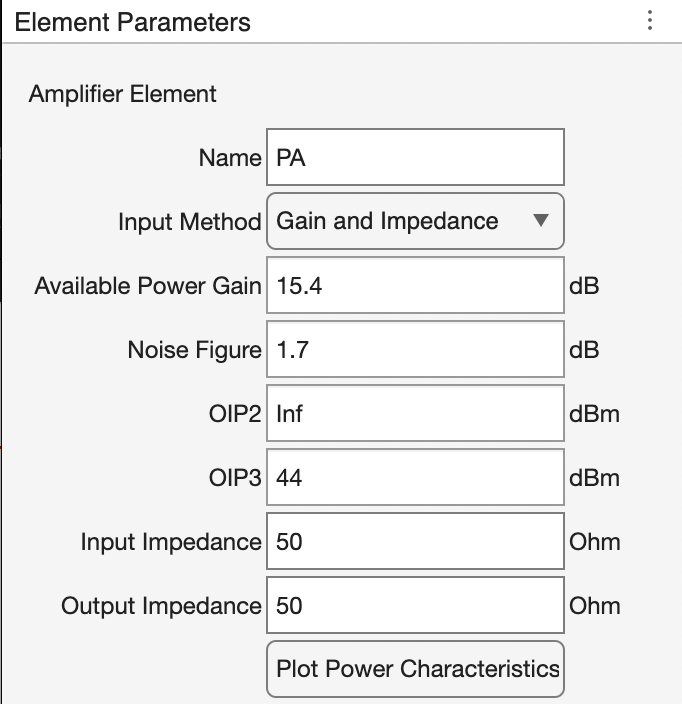 Element Parameters
Amplifier Element
Name PA
Input Method Gain and Impedance
Available Power Gain 15.4 dB
Noise Figure 1.7 dB
OIP2 Inf dBm
OIP3 44 dBm
Input Impedance 50 Ohm
Output Impedance 50 Ohm
Plot Power Characteristics